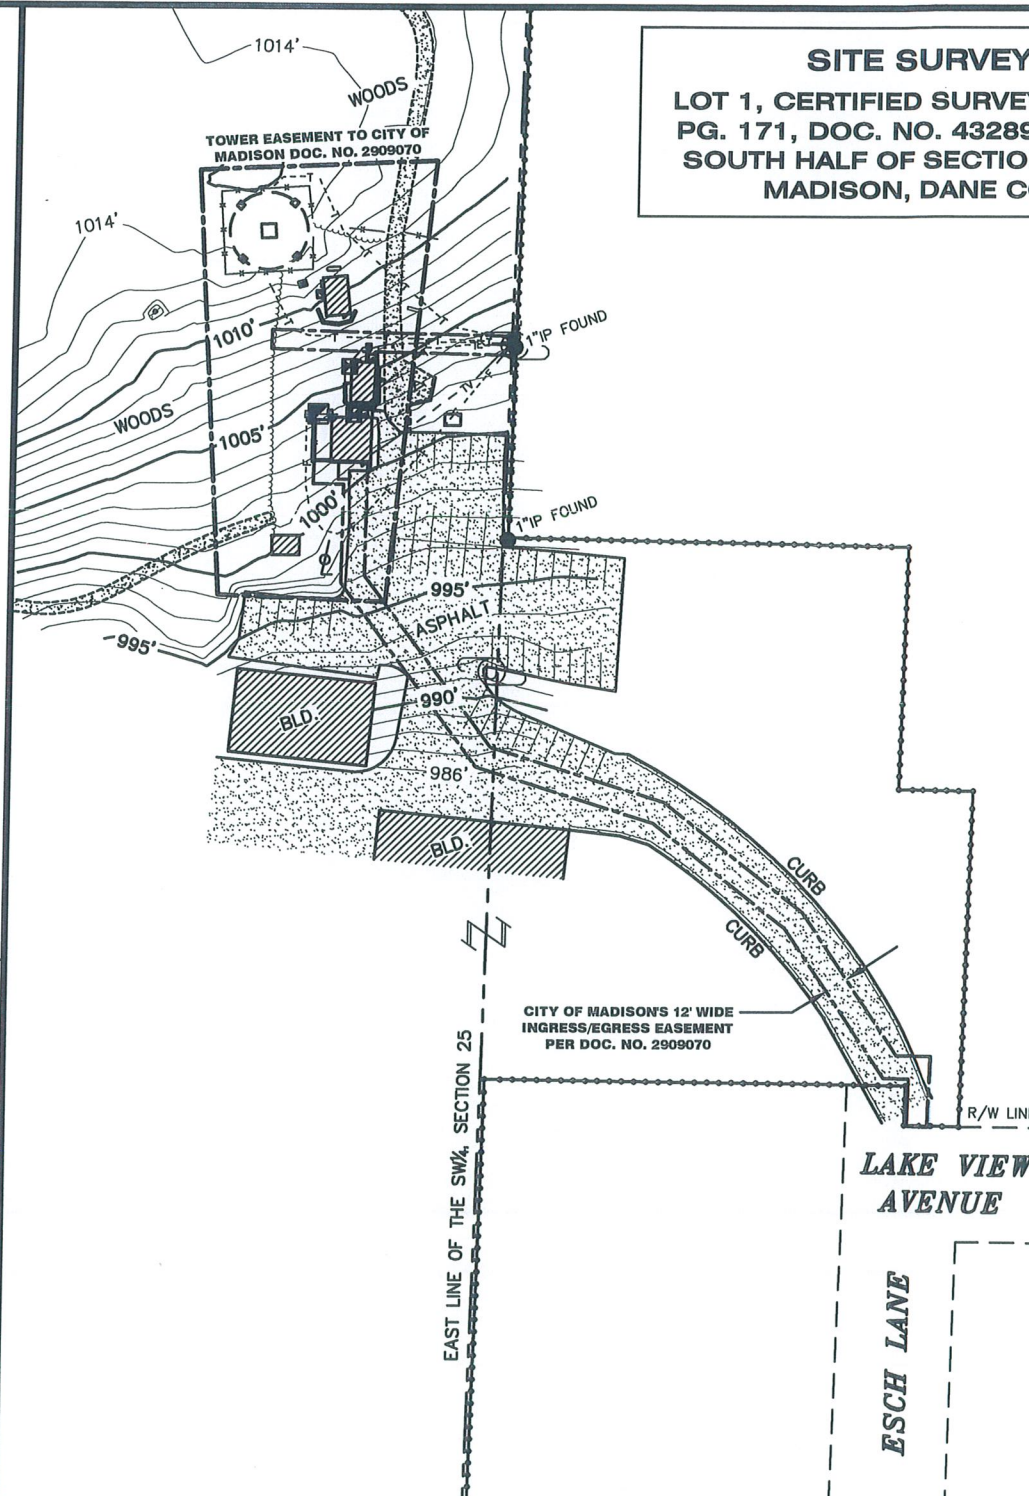 SITE SURVEY
LOT 1, CERTIFIED SURVE
PG. 171, DOC. NO. 43289
SOUTH HALF OF SECTIO
MADISON, DANE C
1014'
WOODS
TOWER EASEMENT TO CITY OF
MADISON DOC. NO. 2909070
1014'
1010'
1"IP FOUND
WOODS
1005'
1000'
1"IP FOUND
995'
ASPHALT
995'
990'
BLD.
986'
BLD.
CURB
CURB
CITY OF MADISON'S 12' WIDE
INGRESS/EGRESS EASEMENT
PER DOC. NO. 2909070
EAST LINE OF THE SW¼, SECTION 25
R/W LIN
LAKE VIEW
AVENUE
ESCH LANE